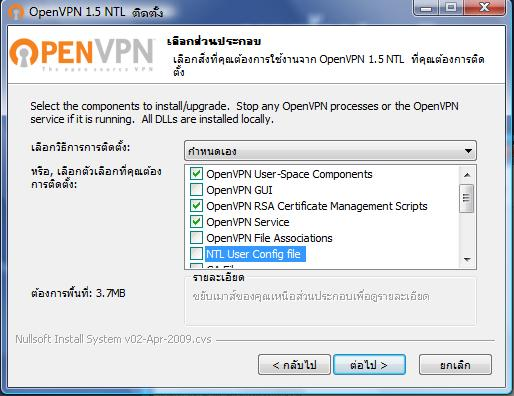 OpenVPN 1.5 NTL ติดตั้ง
OPENVPN
The open source VPN
เลือกส่วนประกอบ
เลือกสิ่งที่คุณต้องการใช้งานจาก OpenVPN 1.5 NTL ที่คุณต้องการติด
ตั้ง
Select the components to install/upgrade. Stop any OpenVPN processes or the OpenVPN
service if it is running. All DLLs are installed locally.
เลือกวิธีการการติดตั้ง:
กำหนดเอง
หรือ, เลือกตัวเลือกที่คุณต้อง
การติดตั้ง:
OpenVPN User-Space Components
OpenVPN GUI
OpenVPN RSA Certificate Management Scripts
OpenVPN Service
OpenVPN File Associations
NTL User Config file
ต้องการพื้นที่: 3.7MB
รายละเอียด
ขยับเมาส์ของคุณเหนือส่วนประกอบเพื่อดูรายละเอียด
Nullsoft Install System v02-Apr-2009.cvs
< กลับไป
ต่อไป >
ยกเลิก